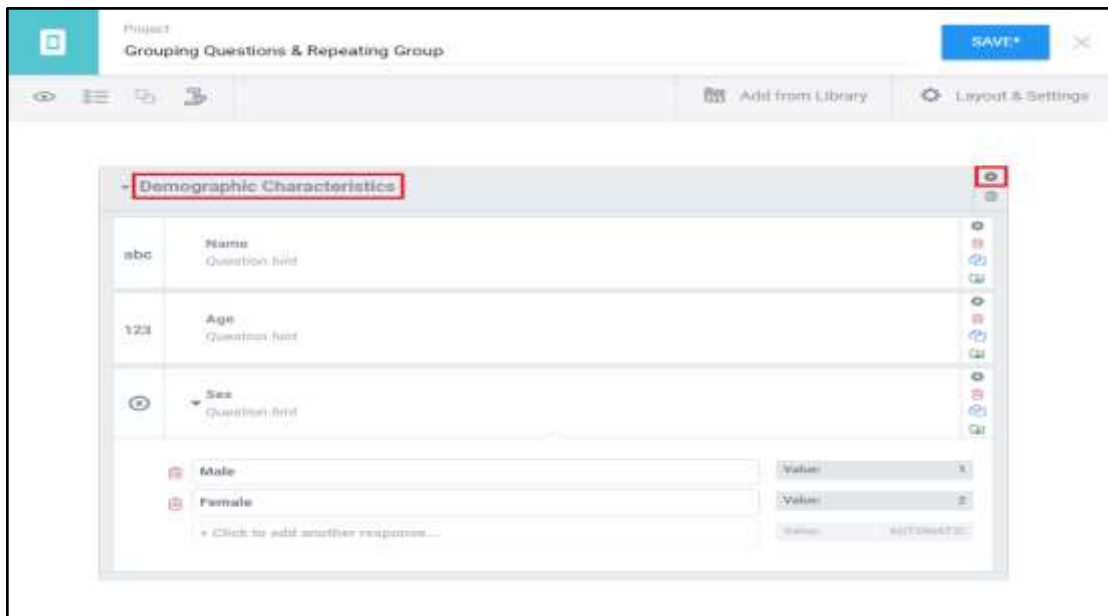 Project
Grouping Questions & Repeating Group
SAVE*
Add from Library
Layout & Settings
Demographic Characteristics
abc
Name
Question hint
123
Age
Question hint
Sex
Question hint
Male
Value: 1
Female
Value: 2
+ Click to add another response...
Value: AUTOMATIC